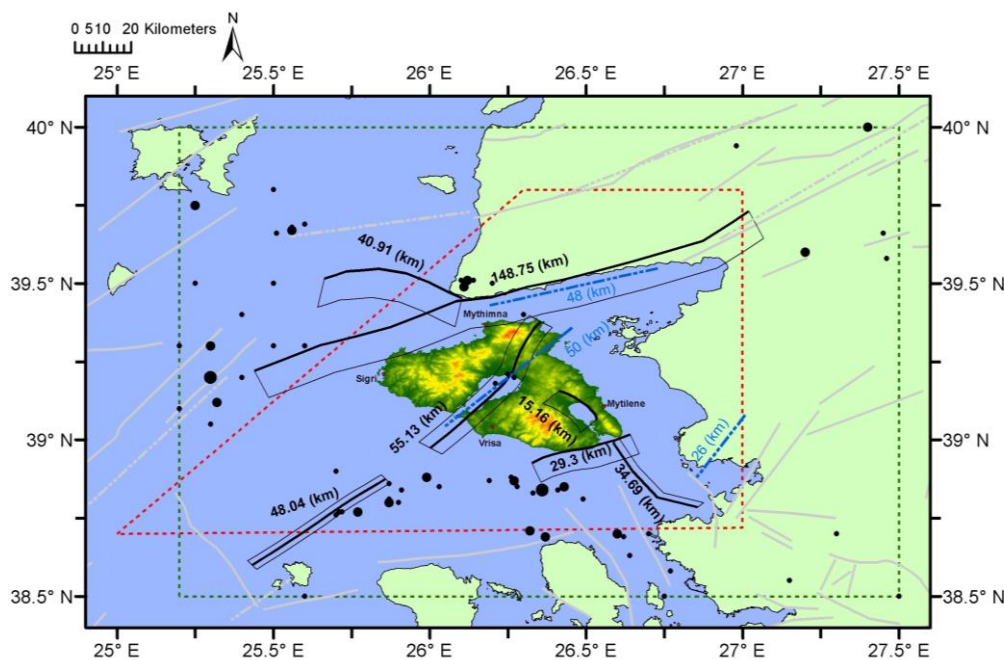 N
0 510 20 Kilometers
25° E 25.5° E 26° E 26.5° E 27° E 27.5° E
40° N 40° N
40.91 (km)
148.75 (km)
39.5° N 39.5° N
48 (km)
Mythimna
50 (km)
Sigri
15.16 (km)
Mytilene
55.13 (km)
Vrisa
39° N 39° N
26 (km)
29.3 (km)
34.69 (km)
48.04 (km)
38.5° N 38.5° N
25° E 25.5° E 26° E 26.5° E 27° E 27.5° E